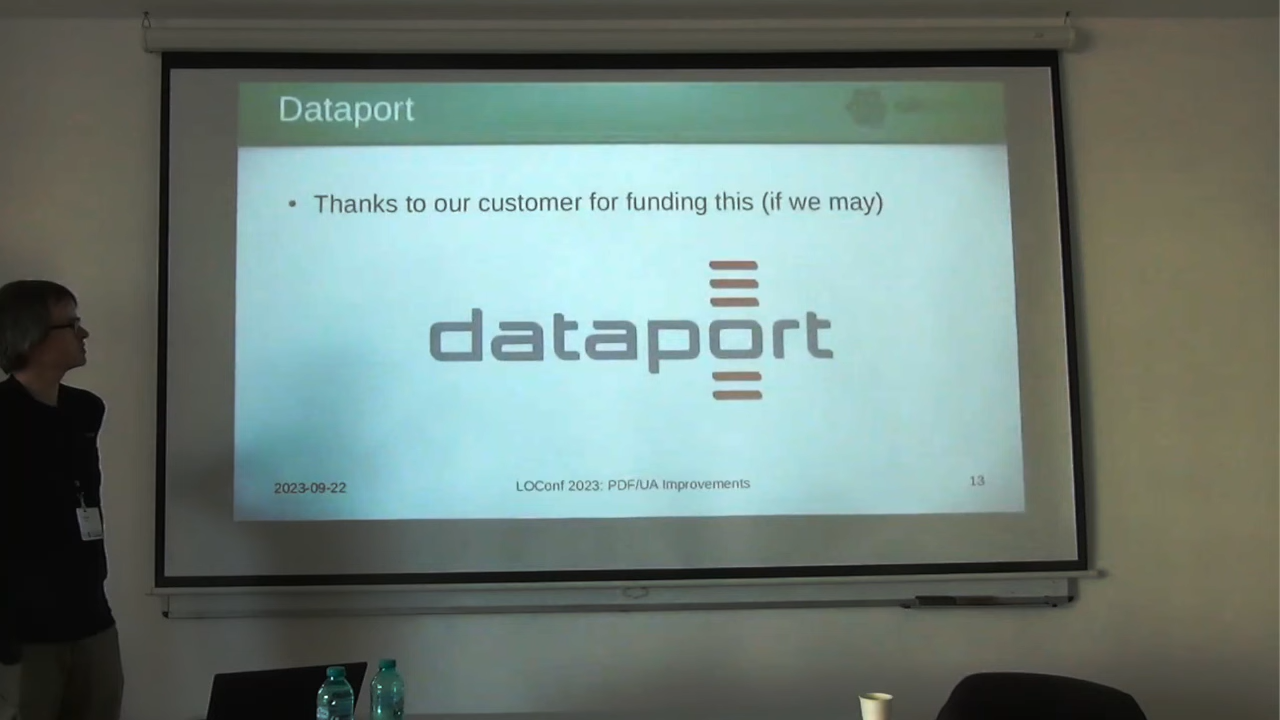 Dataport
• Thanks to our customer for funding this (if we may)
dataport
2023-09-22
LOConf 2023: PDF/UA Improvements
13